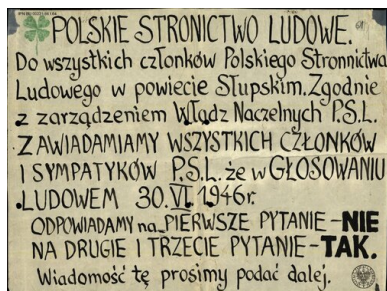 POLSKIE STRONICTWO LUDOWE.
Do wszystkich członków Polskiego Stronnictwa
Ludowego w powiecie Słupskim. Zgodnie
z zarządzeniem Władz Naczelnych P.S.L.
ZAWIADAMIAMY WSZYSTKICH CZŁONKÓW
I SYMPATYKÓW P.S.L. że w GŁOSOWANIU
LUDOWEM 30.VI.1946r.
ODPOWIADAMY na PIERWSZE PYTANIE - NIE
NA DRUGIE I TRZECIE PYTANIE - TAK.
Wiadomość tę prosimy podać dalej.